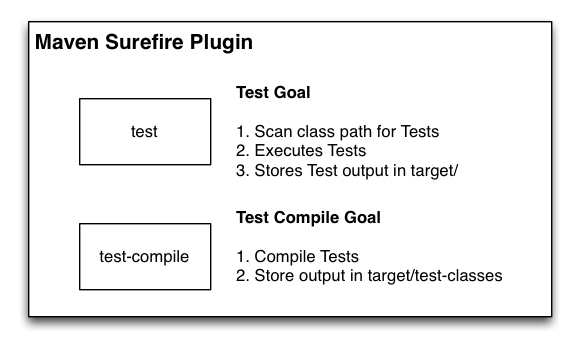 Maven Surefire Plugin
test
Test Goal
1. Scan class path for Tests
2. Executes Tests
3. Stores Test output in target/
test-compile
Test Compile Goal
1. Compile Tests
2. Store output in target/test-classes